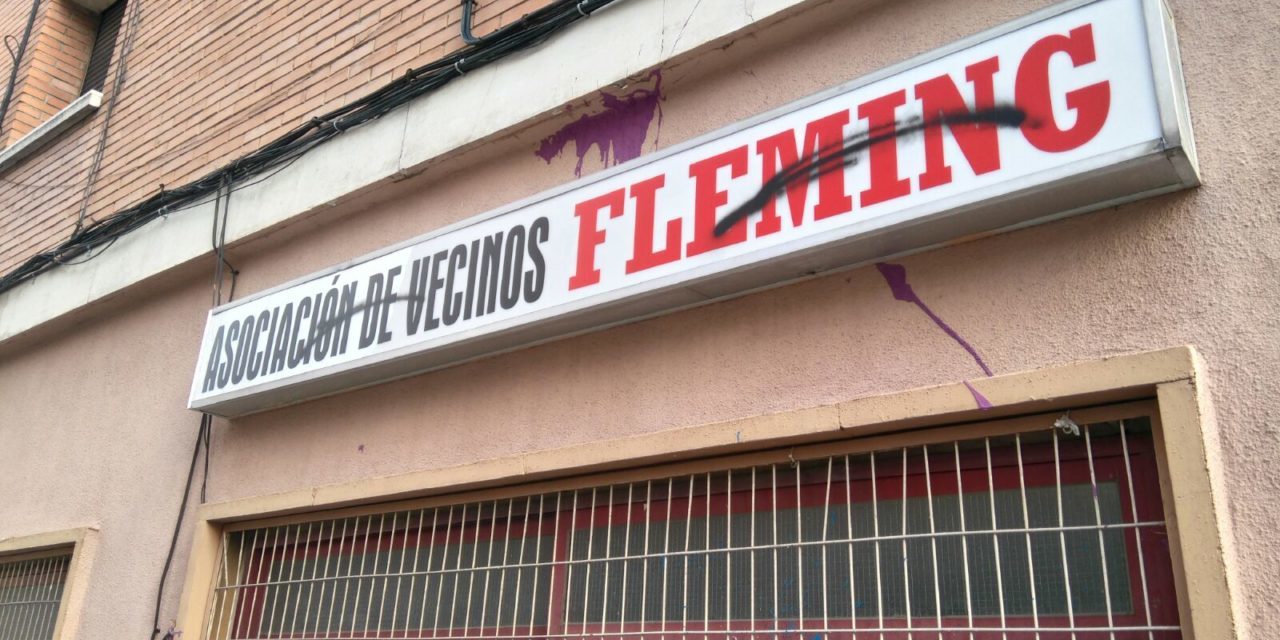 ASOCIACIÓN DE VECINOS FLEMING